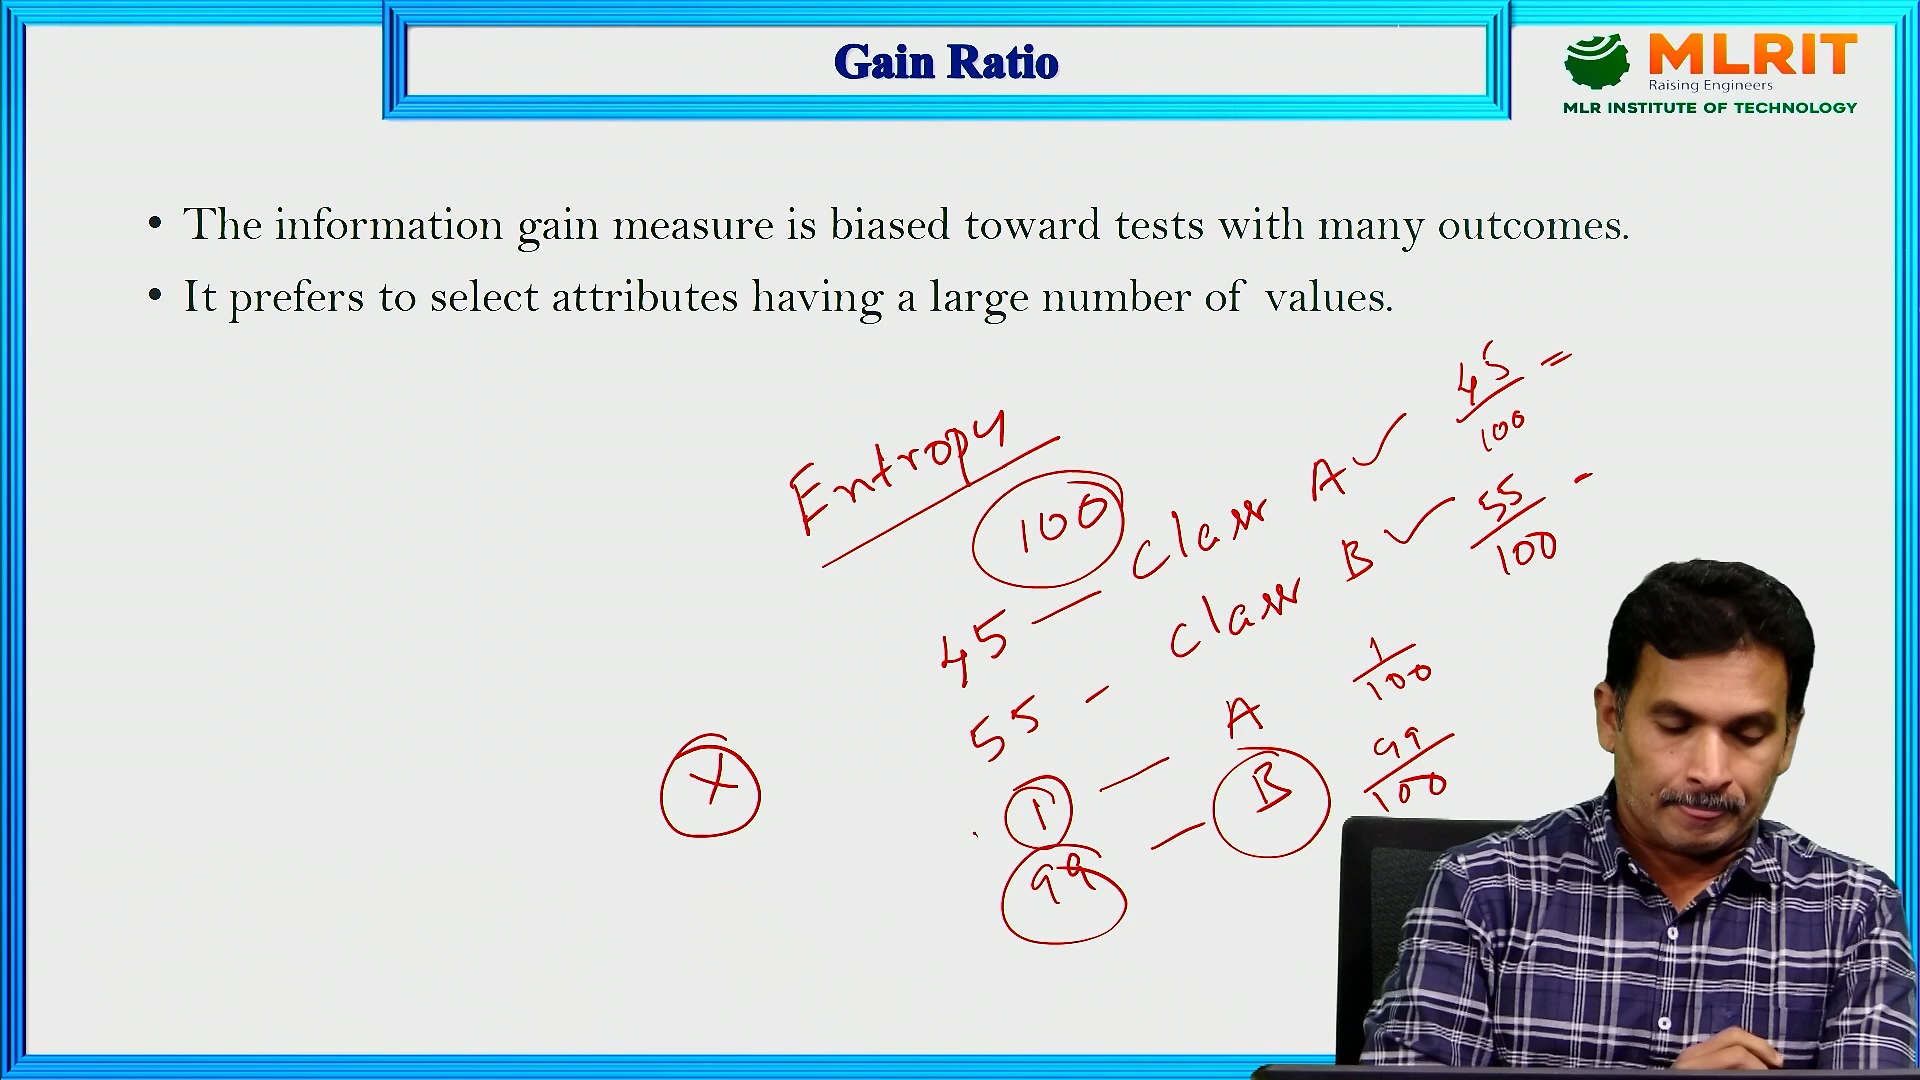 Gain Ratio
MLRIT
Raising Engineers
MLR INSTITUTE OF TECHNOLOGY
• The information gain measure is biased toward tests with many outcomes.
• It prefers to select attributes having a large number of values.
Entropy
100
45 — Class A ✓ 45/100 =
55 - Class B ✓ 55/100 -
1 — A 1/100
99 — B 99/100
X